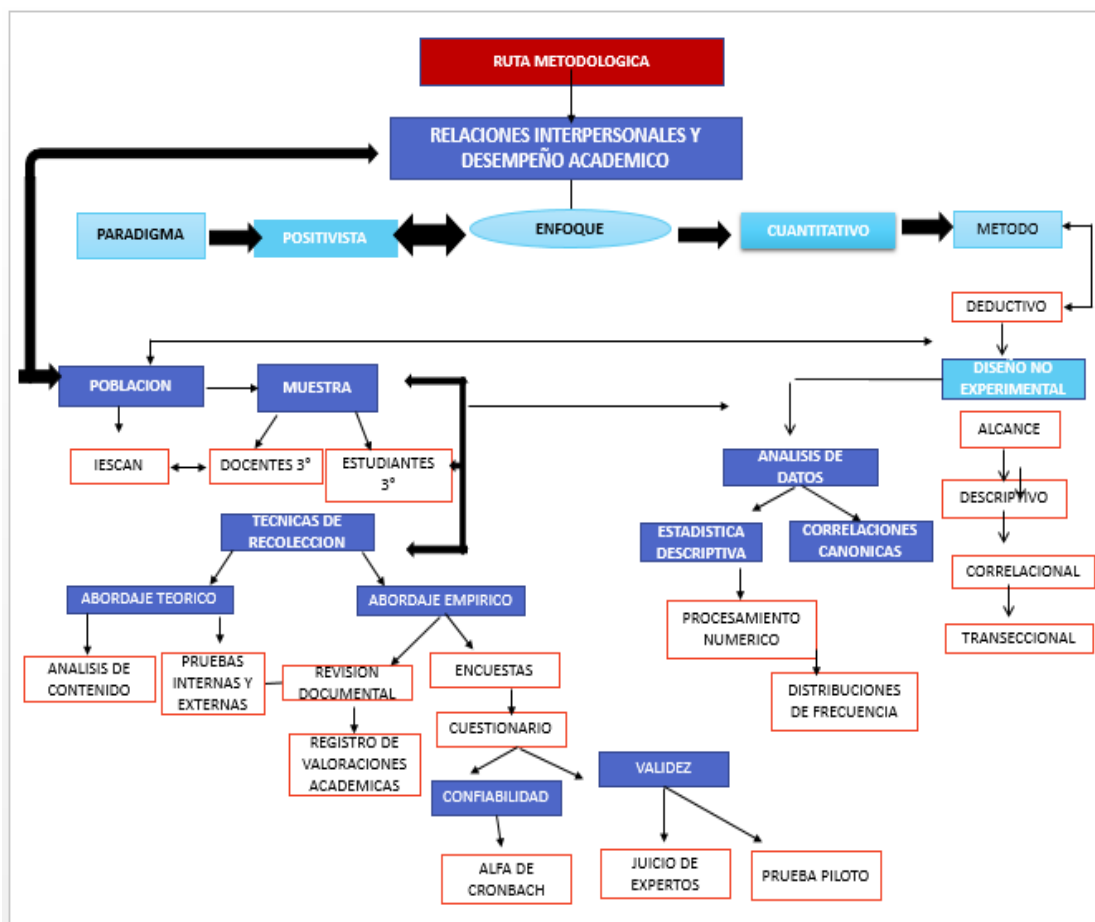 RUTA METODOLOGICA
RELACIONES INTERPERSONALES Y
DESEMPEÑO ACADEMICO
PARADIGMA
POSITIVISTA
ENFOQUE
CUANTITATIVO
METODO
DEDUCTIVO
POBLACION
MUESTRA
DISEÑO NO
EXPERIMENTAL
IESCAN
DOCENTES 3°
ESTUDIANTES
3°
ALCANCE
ANALISIS DE
DATOS
DESCRIPTIVO
TECNICAS DE
RECOLECCION
ESTADISTICA
DESCRIPTIVA
CORRELACIONES
CANONICAS
CORRELACIONAL
ABORDAJE TEORICO
ABORDAJE EMPIRICO
PROCESAMIENTO
NUMERICO
TRANSECCIONAL
ANALISIS DE
CONTENIDO
PRUEBAS
INTERNAS Y
EXTERNAS
REVISION
DOCUMENTAL
ENCUESTAS
DISTRIBUCIONES
DE FRECUENCIA
CUESTIONARIO
REGISTRO DE
VALORACIONES
ACADEMICAS
VALIDEZ
CONFIABILIDAD
ALFA DE
CRONBACH
JUICIO DE
EXPERTOS
PRUEBA PILOTO